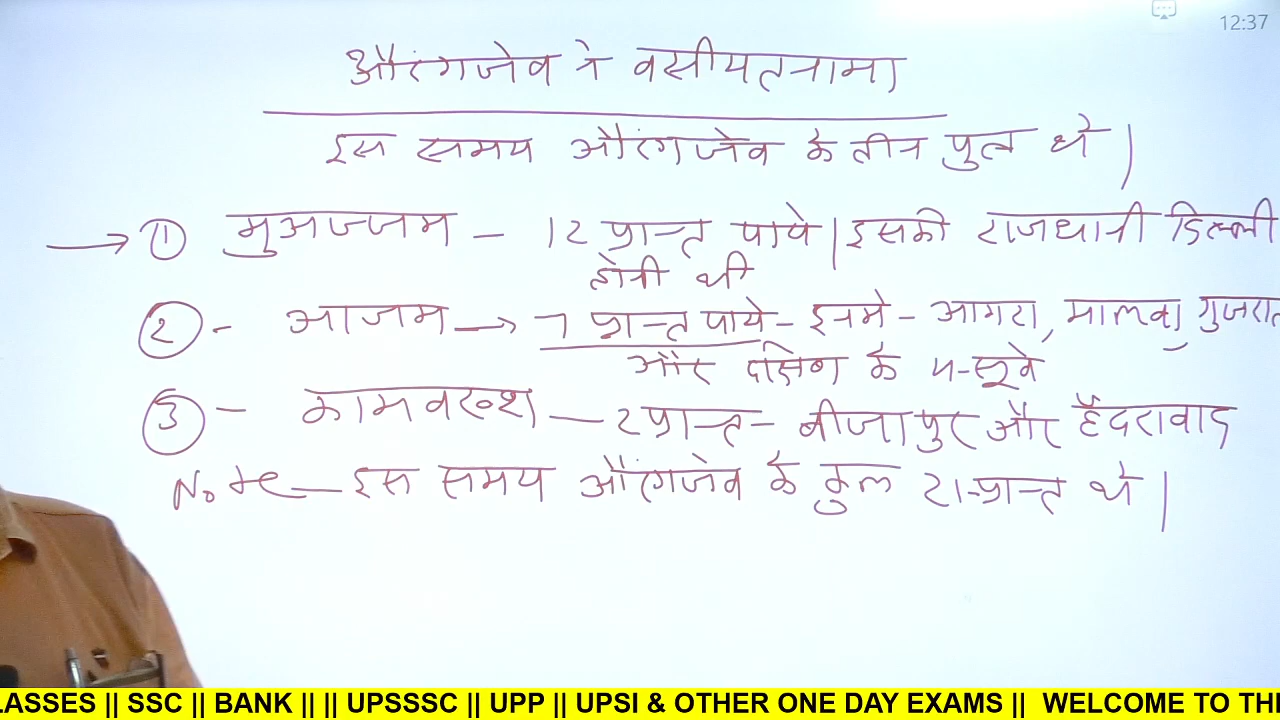 12:37
औरंगजेव ने वसीयतनामा
इस समय औरंगजेव के तीन पुत्र थे |
→ ① मुअज्जम – 12 प्रान्त पाये | इसकी राजधानी दिल्ली
होनी थी
② - आजम → 7 प्रान्त पाये - इनमे - आगरा, मालवा, गुजरात
और दक्षिण के 4-सूवे
③ - कामवख्श – 2 प्रान्त - बीजापुर और हैदरावाद
Note – इस समय औरंगजेव के कुल 21-प्रान्त थे |
LASSES || SSC || BANK || || UPSSSC || UPP || UPSI & OTHER ONE DAY EXAMS || WELCOME TO TH